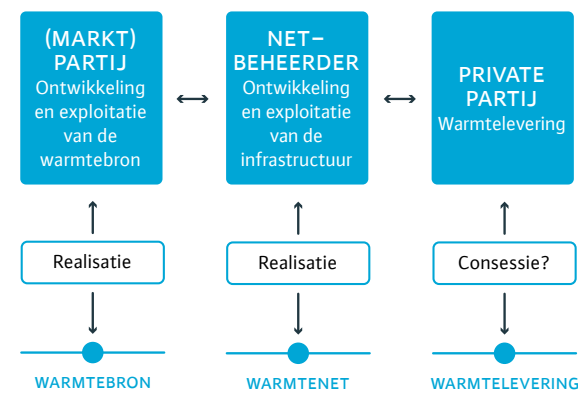 (MARKT)
PARTIJ
Ontwikkeling
en exploitatie
van de
warmtebron
NET–
BEHEERDER
Ontwikkeling
en exploitatie
van de
infrastructuur
PRIVATE
PARTIJ
Warmtelevering
Realisatie
Realisatie
Consessie?
WARMTEBRON
WARMTENET
WARMTELEVERING